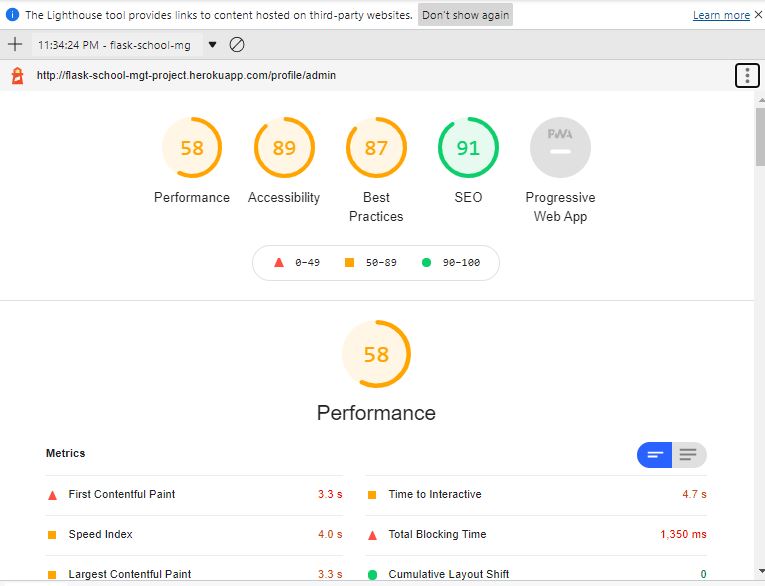 The Lighthouse tool provides links to content hosted on third-party websites. Don't show again Learn more
11:34:24 PM - flask-school-mg
http://flask-school-mgt-project.herokuapp.com/profile/admin
58 89 87 91 PWA
Performance Accessibility Best Practices SEO Progressive Web App
0-49 50-89 90-100
58
Performance
Metrics
First Contentful Paint 3.3 s Time to Interactive 4.7 s
Speed Index 4.0 s Total Blocking Time 1,350 ms
Largest Contentful Paint 3.3 s Cumulative Layout Shift 0